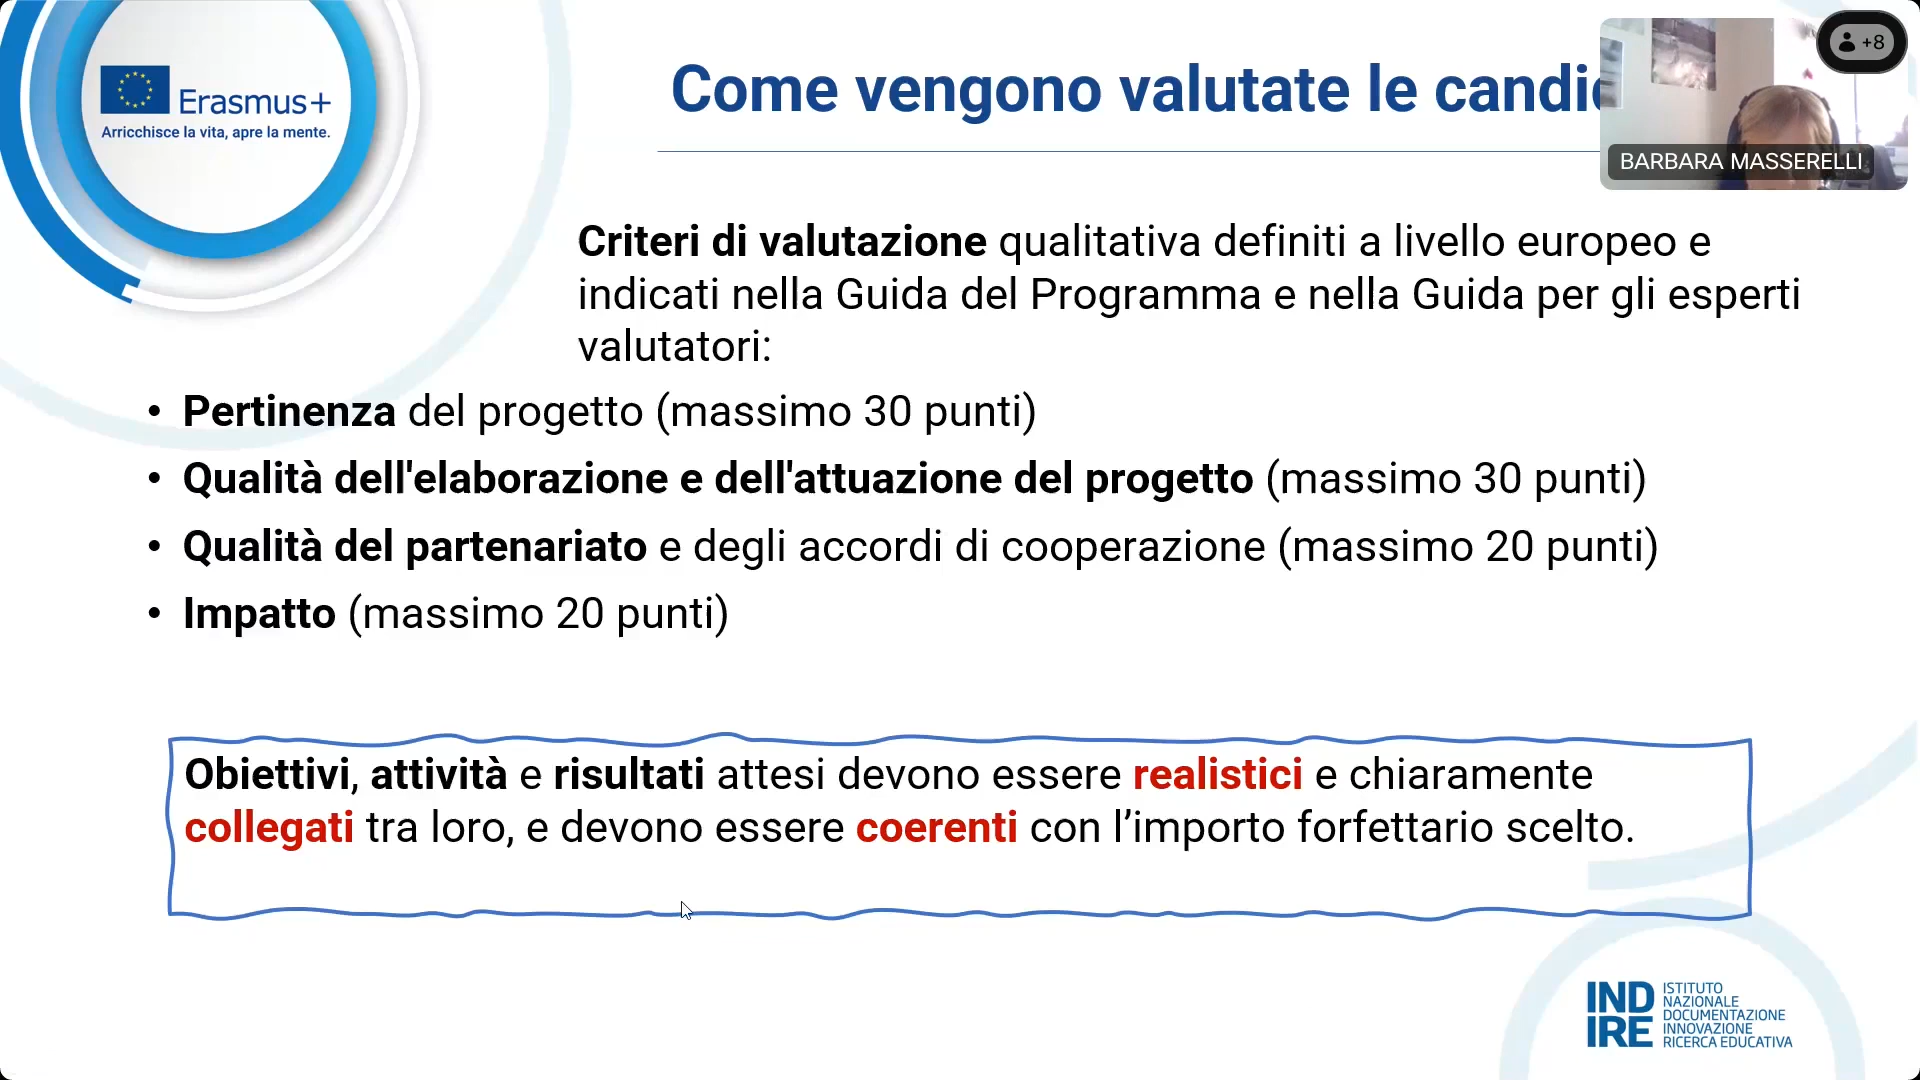 Erasmus+
Arricchisce la vita, apre la mente.
Come vengono valutate le candi
+8
BARBARA MASSERELLI
Criteri di valutazione qualitativa definiti a livello europeo e
indicati nella Guida del Programma e nella Guida per gli esperti
valutatori:
• Pertinenza del progetto (massimo 30 punti)
• Qualità dell'elaborazione e dell'attuazione del progetto (massimo 30 punti)
• Qualità del partenariato e degli accordi di cooperazione (massimo 20 punti)
• Impatto (massimo 20 punti)
Obiettivi, attività e risultati attesi devono essere realistici e chiaramente
collegati tra loro, e devono essere coerenti con l’importo forfettario scelto.
IND
IRE
ISTITUTO
NAZIONALE
DOCUMENTAZIONE
INNOVAZIONE
RICERCA EDUCATIVA